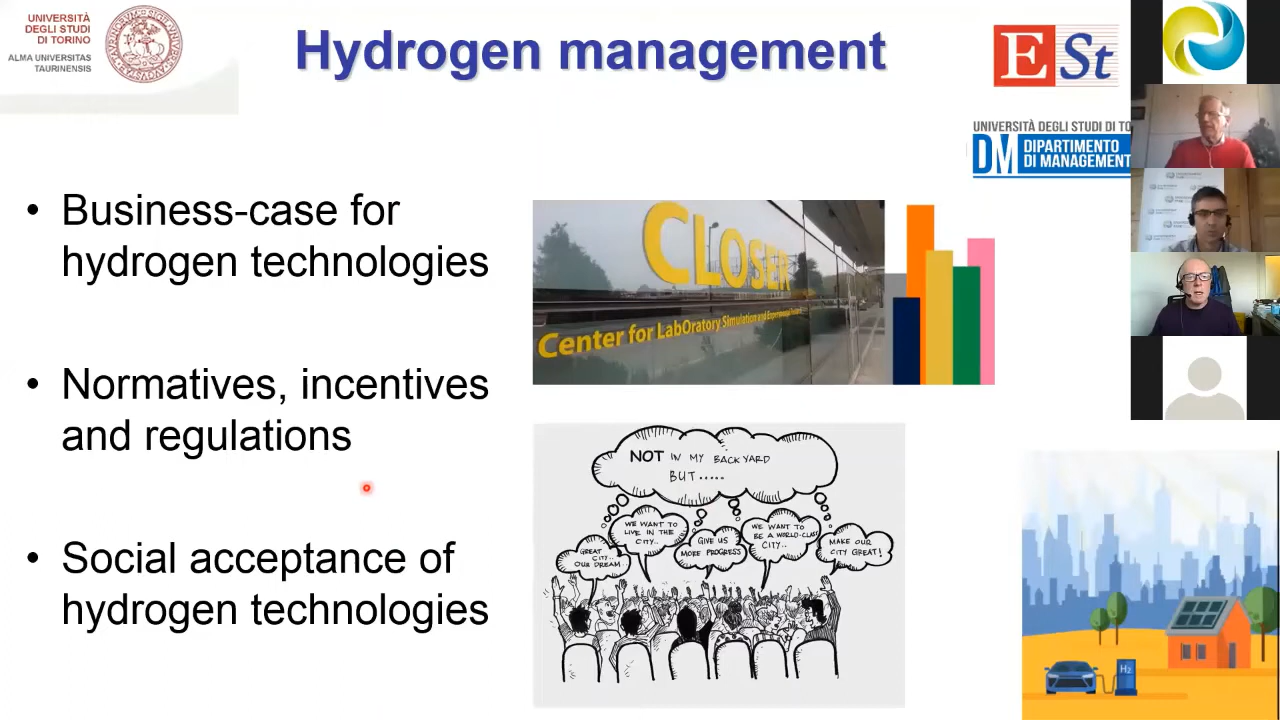 UNIVERSITÀ
DEGLI STUDI
DI TORINO
ALMA UNIVERSITAS
TAURINENSIS
Hydrogen management
ESt
UNIVERSITÀ DEGLI STUDI DI TO
DM DIPARTIMENTO
DI MANAGEMENT
• Business-case for
hydrogen technologies
CLOSER
Center for LabOratory Simulation and
• Normatives, incentives
and regulations
NOT IN MY BACK YARD
BUT.....
WE WANT TO
LIVE IN THE
CITY..
GREAT
CITY..
OUR DREAM..
GIVE US
MORE PROGRESS
WE WANT TO
BE A WORLD-CLASS
CITY..
MAKE OUR
CITY GREAT!
• Social acceptance of
hydrogen technologies
H2